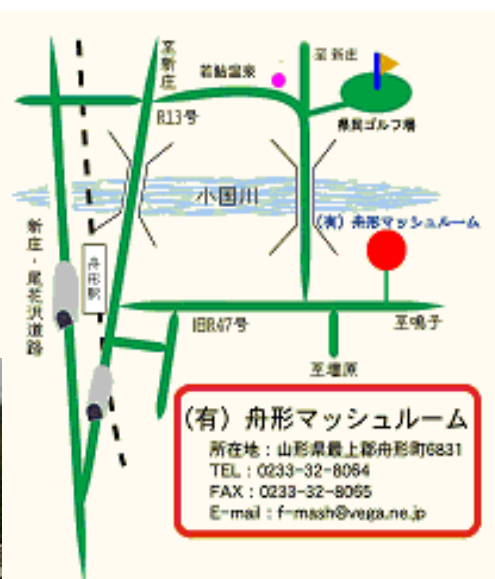 至新庄
若鮎温泉
至新庄
R13号
県民ゴルフ場
小国川
(有) 舟形マッシュルーム
新庄・尾花沢道路
舟形駅
旧R47号
至鳴子
至堰原
(有) 舟形マッシュルーム
所在地:山形県最上郡舟形町6831
TEL:0233-32-8064
FAX:0233-32-8065
E-mail:f-mash@vega.ne.jp